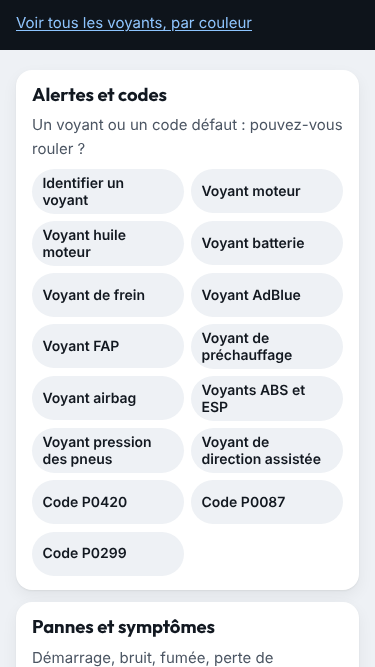 Voir tous les voyants, par couleur
Alertes et codes
Un voyant ou un code défaut : pouvez-vous
rouler ?
Identifier un
voyant
Voyant moteur
Voyant huile
moteur
Voyant batterie
Voyant de frein
Voyant AdBlue
Voyant FAP
Voyant de
préchauffage
Voyant airbag
Voyants ABS et
ESP
Voyant pression
des pneus
Voyant de
direction assistée
Code P0420
Code P0087
Code P0299
Pannes et symptômes
Démarrage, bruit, fumée, perte de